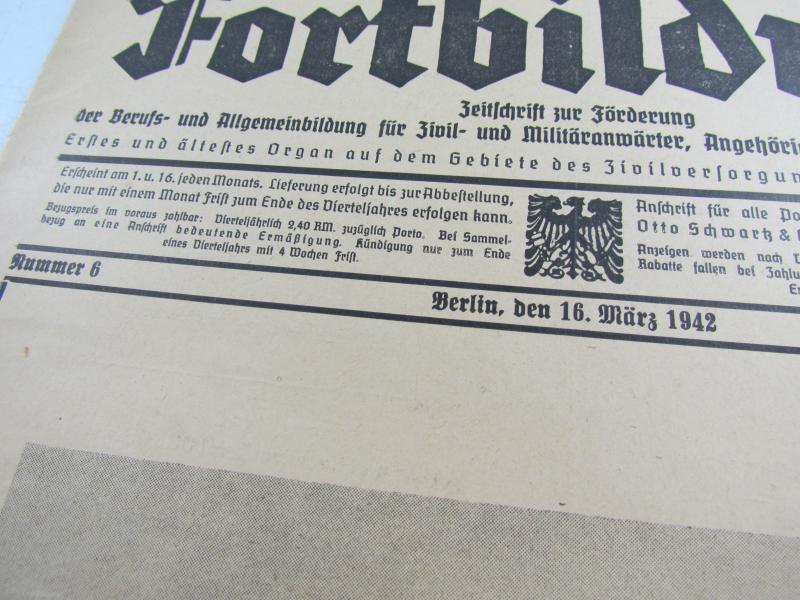 Fortbildu
Zeitschrift zur Förderung
der Berufs- und Allgemeinbildung für Zivil- und Militäranwärter, Angehöri
Erstes und ältestes Organ auf dem Gebiete des Zivilversorgun
Erscheint am 1. u. 16. jeden Monats. Lieferung erfolgt bis zur Abbestellung,
die nur mit einem Monat Frist zum Ende des Vierteljahres erfolgen kann.
Bezugspreis im voraus zahlbar: Vierteljährlich 2,40 RM. zuzüglich Porto. Bei Sammel-
bezug an eine Anschrift bedeutende Ermäßigung. Kündigung nur zum Ende
eines Vierteljahrs mit 4 Wochen Frist.
Anschrift für alle Po
Otto Schwartz &
Anzeigen werden nach
Rabatte fallen bei Zahlu
Nummer 6
Berlin, den 16. März 1942